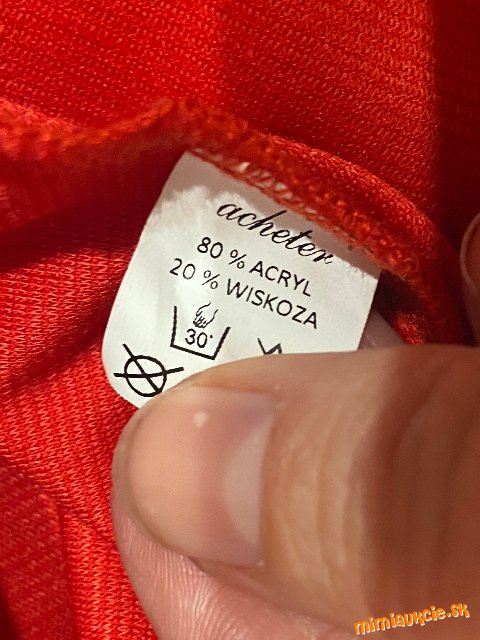 acheter
80 % ACRYL
20 % WISKOZA
30°
mimiaukcie.sk